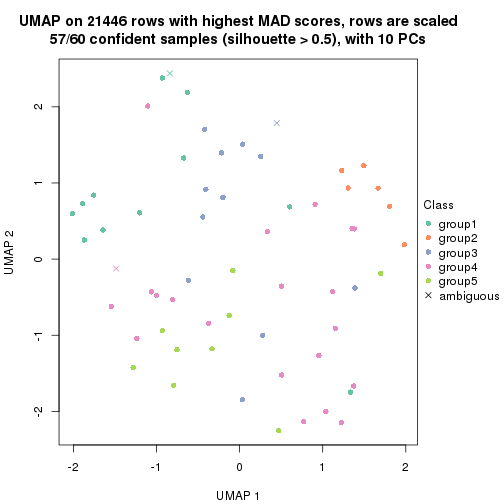 UMAP on 21446 rows with highest MAD scores, rows are scaled
57/60 confident samples (silhouette > 0.5), with 10 PCs
2
1
0
-1
-2
UMAP 2
-2
-1
0
1
2
UMAP 1
Class
group1
group2
group3
group4
group5
ambiguous